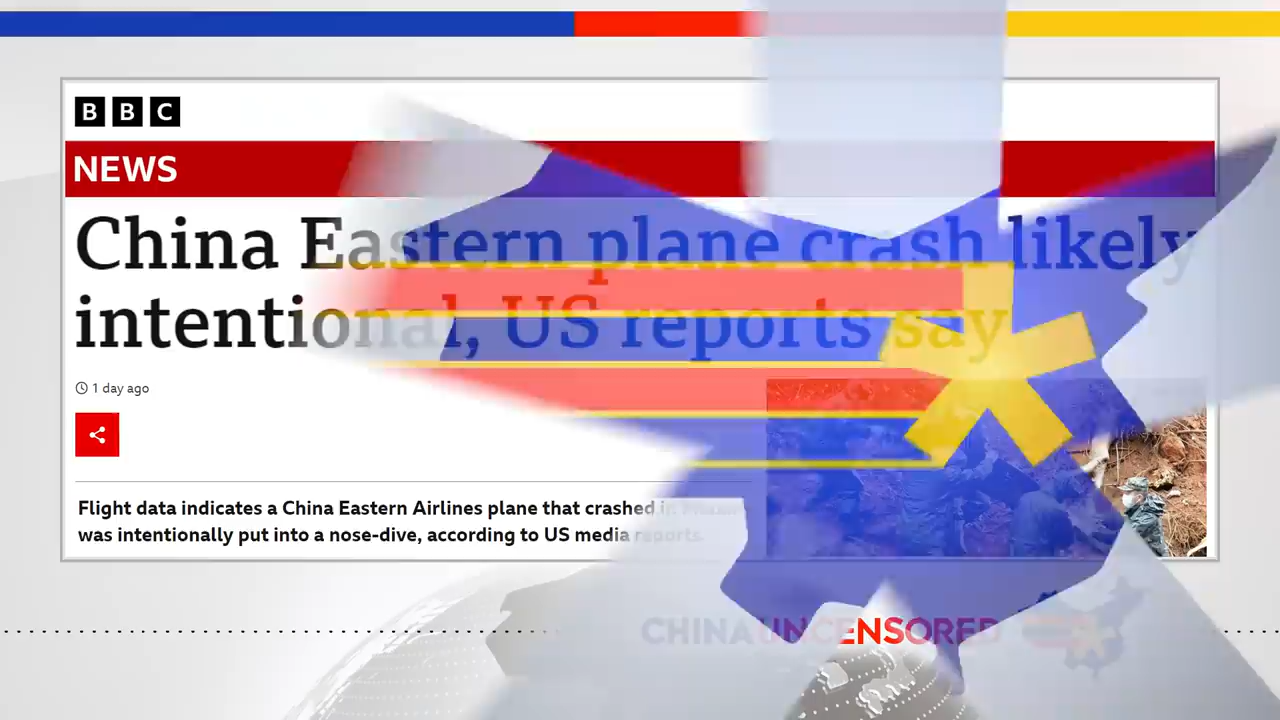 BBC
NEWS
China Eastern plane crash likely
intentional, US reports say
1 day ago
Flight data indicates a China Eastern Airlines plane that crashed in
was intentionally put into a nose-dive, according to US media reports.
CHINA UNCENSORED